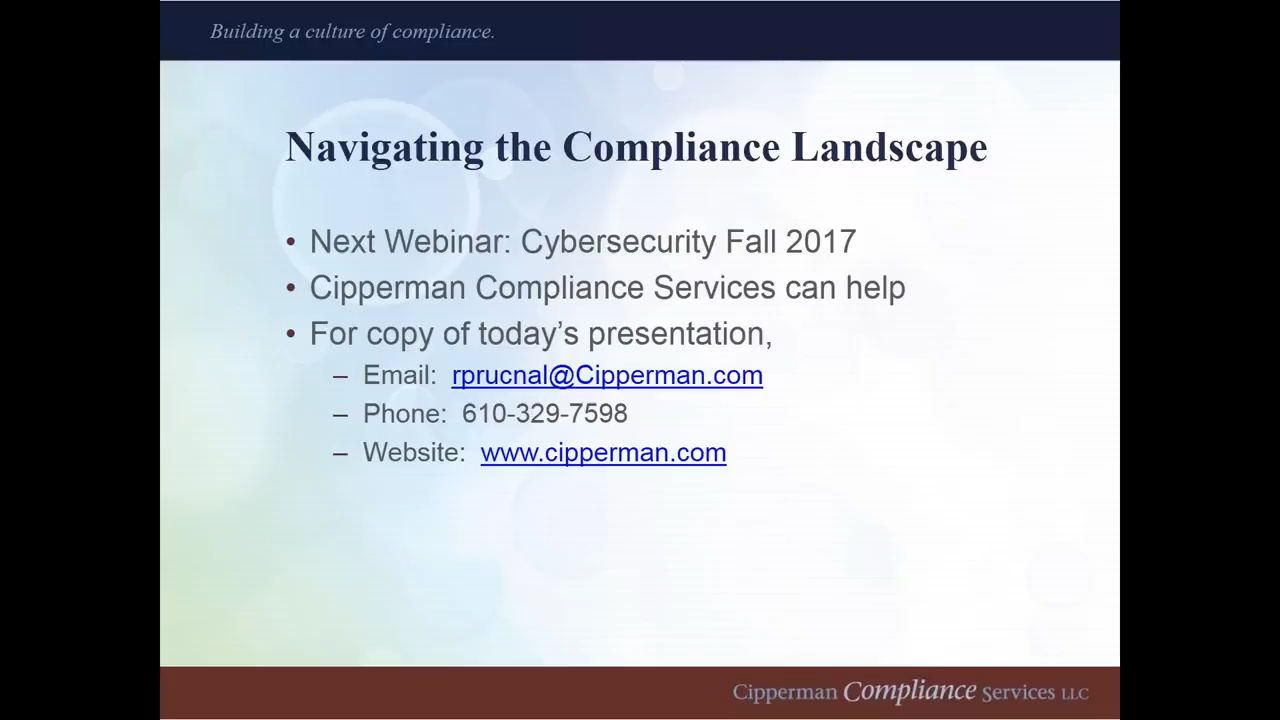 Building a culture of compliance.
Navigating the Compliance Landscape
• Next Webinar: Cybersecurity Fall 2017
• Cipperman Compliance Services can help
• For copy of today’s presentation,
– Email: rprucnal@Cipperman.com
– Phone: 610-329-7598
– Website: www.cipperman.com
Cipperman Compliance Services LLC